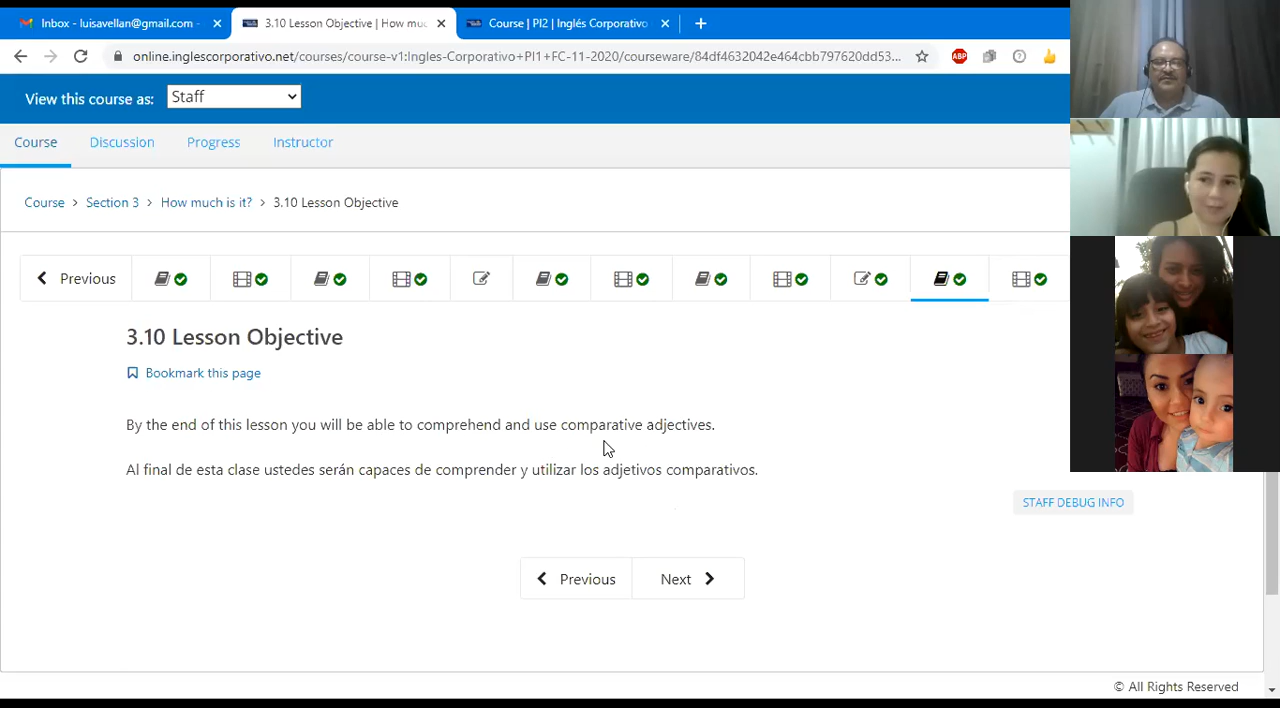 Inbox - luisavellan@gmail.com -
3.10 Lesson Objective | How muc
Course | PI2 | Inglés Corporativo
online.inglescorporativo.net/courses/course-v1:Ingles-Corporativo+PI1+FC-11-2020/courseware/84df4632042e464cbb797620dd53...
ABP
View this course as: Staff
Course Discussion Progress Instructor
Course > Section 3 > How much is it? > 3.10 Lesson Objective
Previous
3.10 Lesson Objective
Bookmark this page
By the end of this lesson you will be able to comprehend and use comparative adjectives.
Al final de esta clase ustedes serán capaces de comprender y utilizar los adjetivos comparativos.
STAFF DEBUG INFO
Previous Next
© All Rights Reserved